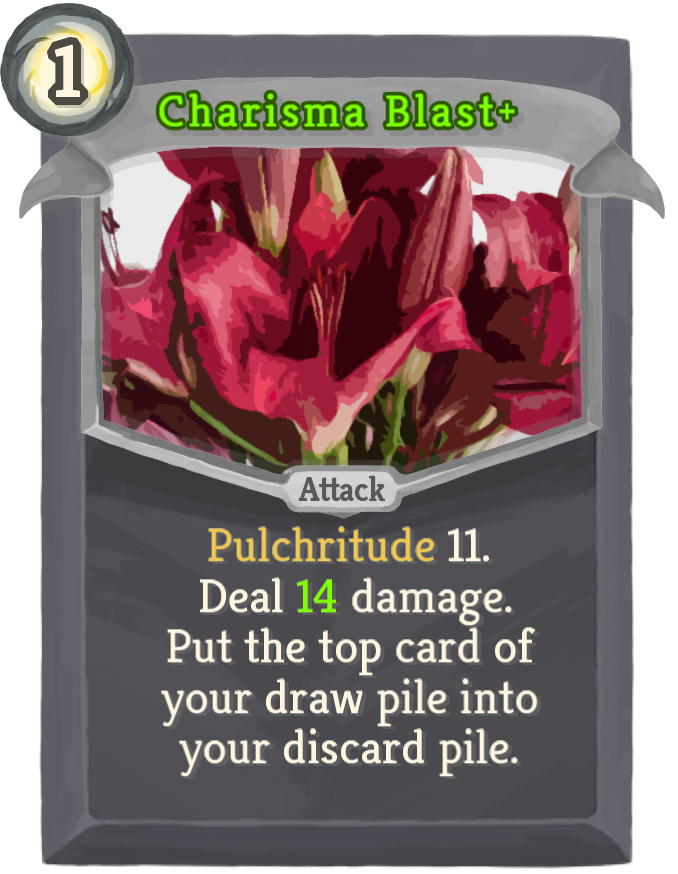 1
Charisma Blast+
Attack
Pulchritude 11.
Deal 14 damage.
Put the top card of
your draw pile into
your discard pile.